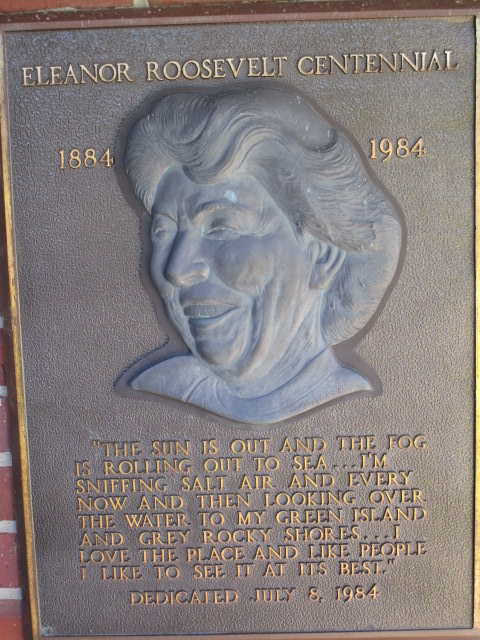 ELEANOR ROOSEVELT CENTENNIAL
1884 1984
"THE SUN IS OUT AND THE FOG
IS ROLLING OUT TO SEA...I'M
SNIFFING SALT AIR AND EVERY
NOW AND THEN LOOKING OVER
THE WATER TO MY GREEN ISLAND
AND GREY ROCKY SHORES...I
LOVE THE PLACE AND LIKE PEOPLE
I LIKE TO SEE IT AT ITS BEST."
DEDICATED JULY 8, 1984